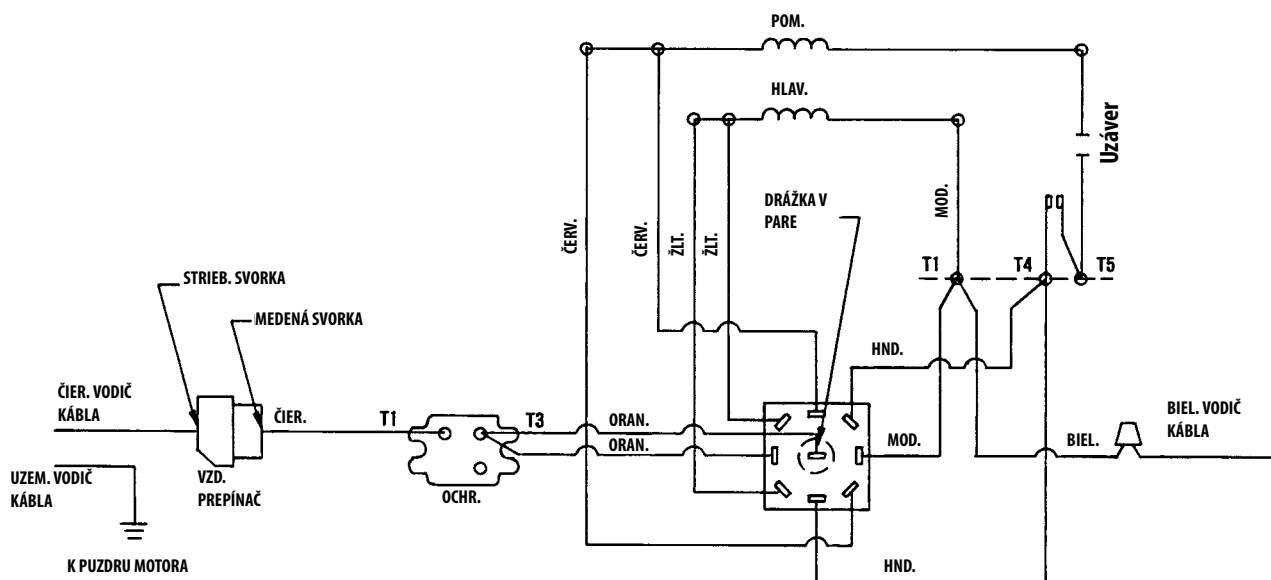 POM.
HLAV.
Uzáver
DRÁŽKA V
PARE
ČERV.
ČERV.
ŽLT.
ŽLT.
MOD.
T1
T4
T5
STRIEB. SVORKA
MEDENÁ SVORKA
HND.
ČIER. VODIČ
KÁBLA
ČIER.
T1
T3
ORAN.
ORAN.
MOD.
BIEL.
BIEL. VODIČ
KÁBLA
UZEM. VODIČ
KÁBLA
VZD.
PREPÍNAČ
OCHR.
K PUZDRU MOTORA
HND.